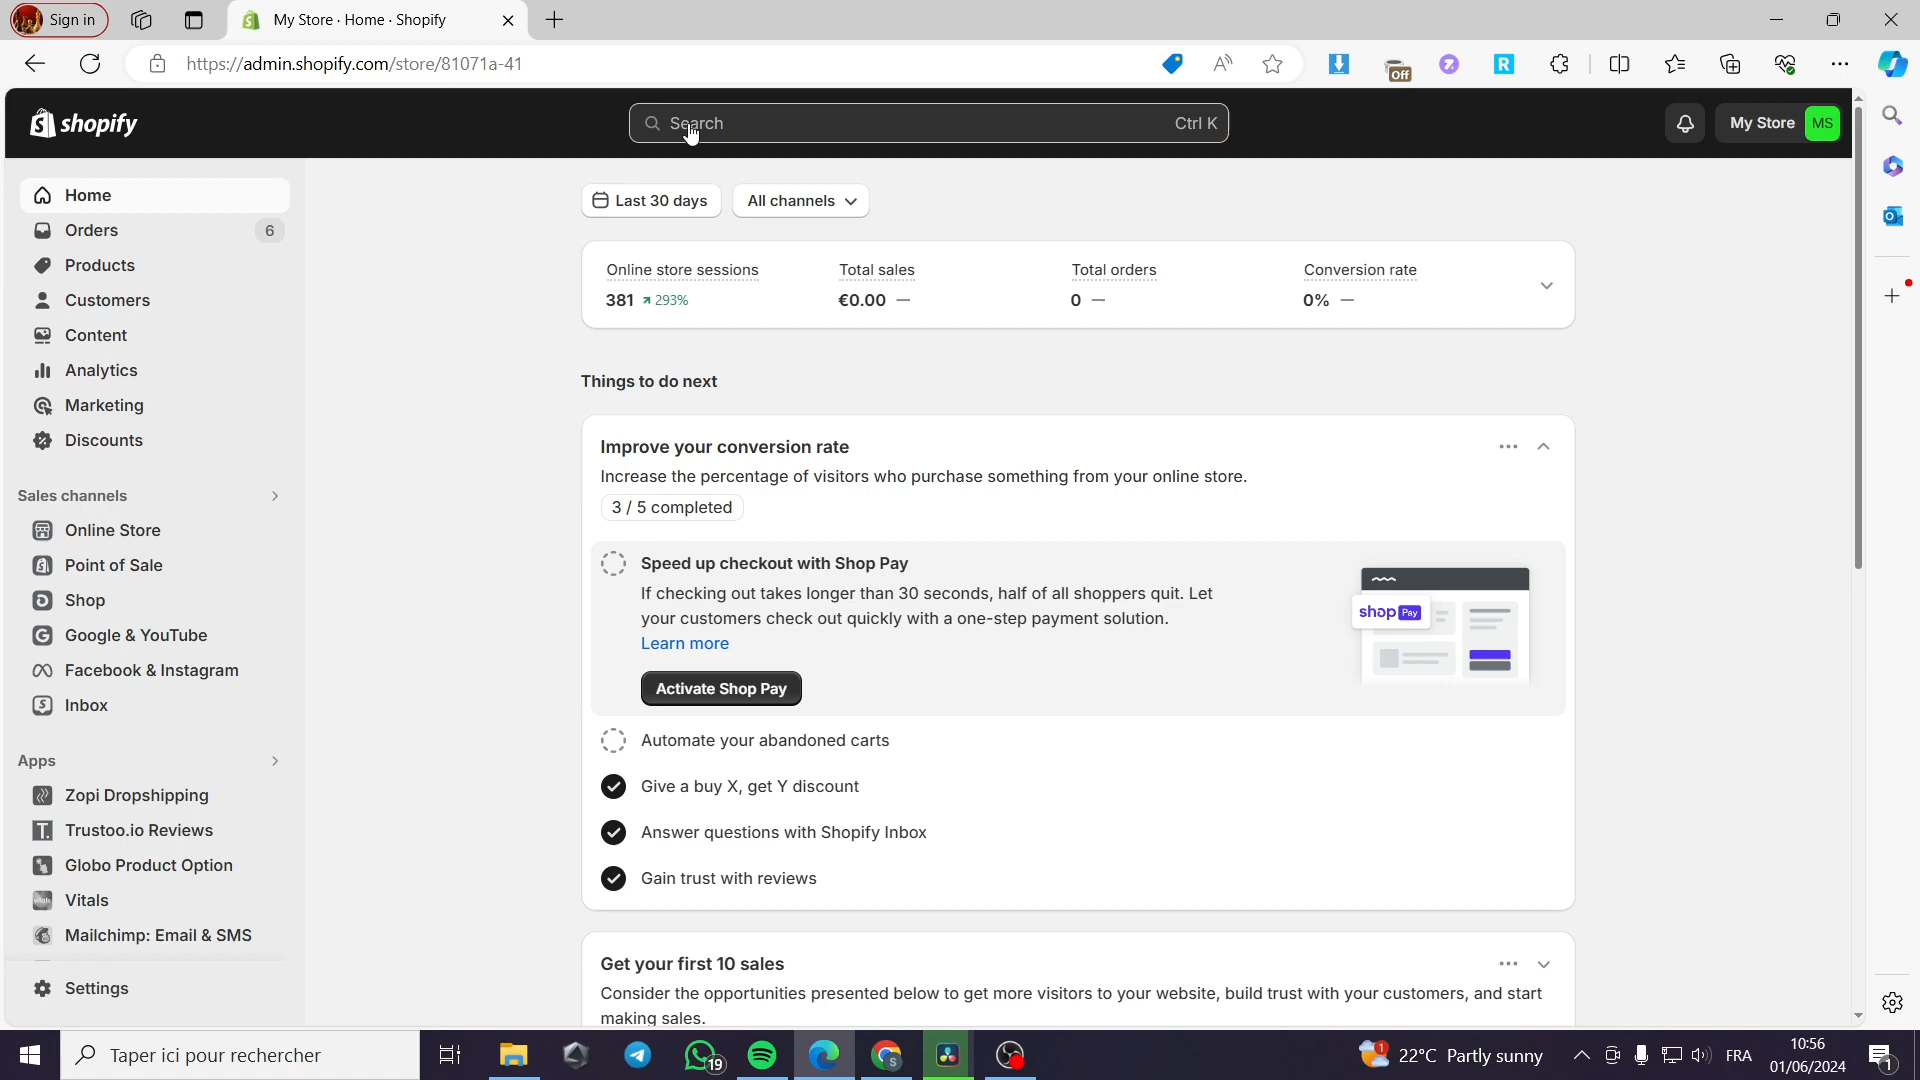 Sign in
My Store · Home · Shopify
https://admin.shopify.com/store/81071a-41
Off
shopify
Search
Ctrl K
My Store
MS
Home
Orders
6
Products
Customers
Content
Analytics
Marketing
Discounts
Sales channels
Online Store
Point of Sale
Shop
Google & YouTube
Facebook & Instagram
Inbox
Apps
Zopi Dropshipping
Trustoo.io Reviews
Globo Product Option
Vitals
Mailchimp: Email & SMS
Settings
Last 30 days
All channels
Online store sessions
381 293%
Total sales
€0.00 —
Total orders
0 —
Conversion rate
0% —
Things to do next
Improve your conversion rate
Increase the percentage of visitors who purchase something from your online store.
3 / 5 completed
Speed up checkout with Shop Pay
If checking out takes longer than 30 seconds, half of all shoppers quit. Let
your customers check out quickly with a one-step payment solution.
Learn more
Activate Shop Pay
shop Pay
Automate your abandoned carts
Give a buy X, get Y discount
Answer questions with Shopify Inbox
Gain trust with reviews
Get your first 10 sales
Consider the opportunities presented below to get more visitors to your website, build trust with your customers, and start
making sales.
Taper ici pour rechercher
19
1
22°C Partly sunny
FRA
10:56
01/06/2024
1